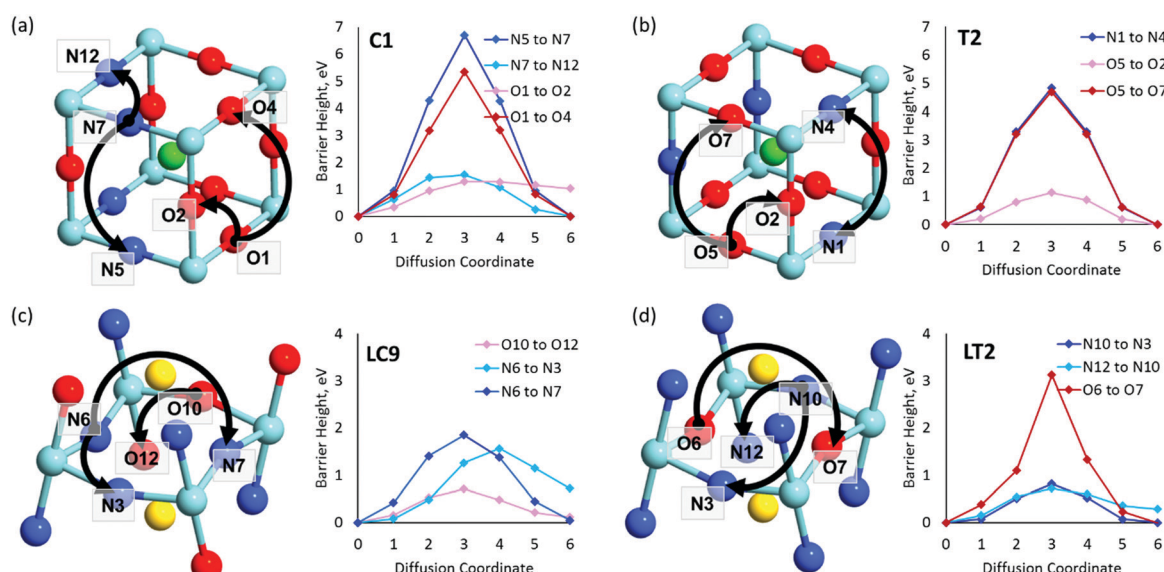 (a)
N12
N7
O4
O2
N5
O1
C1
N5 to N7
N7 to N12
O1 to O2
O1 to O4
Barrier Height, eV
7
6
5
4
3
2
1
0
0 1 2 3 4 5 6
Diffusion Coordinate
(b)
O7
N4
O2
O5
N1
T2
N1 to N4
O5 to O2
O5 to O7
Barrier Height, eV
7
6
5
4
3
2
1
0
0 1 2 3 4 5 6
Diffusion Coordinate
(c)
N6
O10
O12
N7
N3
LC9
O10 to O12
N6 to N3
N6 to N7
Barrier Height, eV
4
3
2
1
0
0 1 2 3 4 5 6
Diffusion Coordinate
(d)
N10
O6
N12
O7
N3
LT2
N10 to N3
N12 to N10
O6 to O7
Barrier Height, eV
4
3
2
1
0
0 1 2 3 4 5 6
Diffusion Coordinate